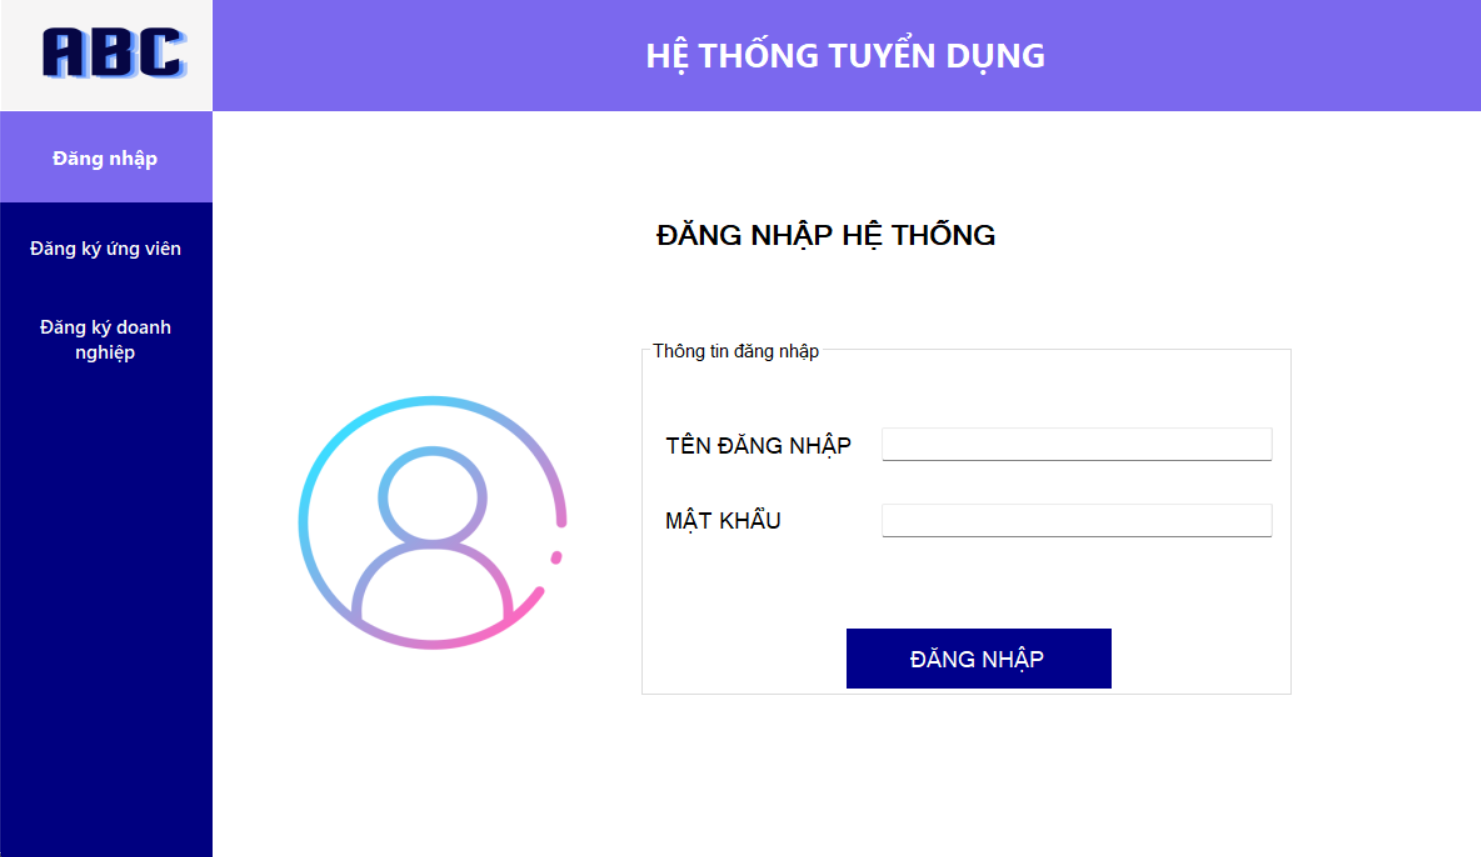 ABC
HỆ THỐNG TUYỂN DỤNG
Đăng nhập
Đăng ký ứng viên
Đăng ký doanh
nghiệp
ĐĂNG NHẬP HỆ THỐNG
Thông tin đăng nhập
TÊN ĐĂNG NHẬP
MẬT KHẨU
ĐĂNG NHẬP